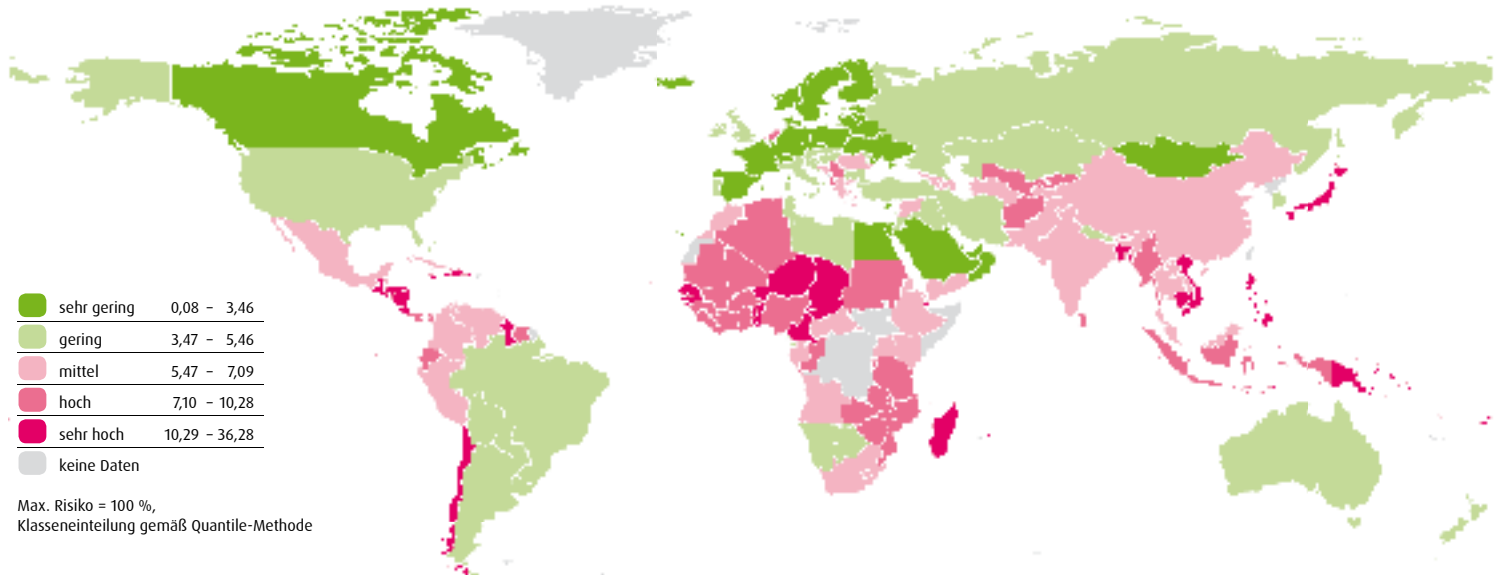 sehr gering 0,08 – 3,46
gering 3,47 – 5,46
mittel 5,47 – 7,09
hoch 7,10 – 10,28
sehr hoch 10,29 – 36,28
keine Daten
Max. Risiko = 100 %,
Klasseneinteilung gemäß Quantile-Methode